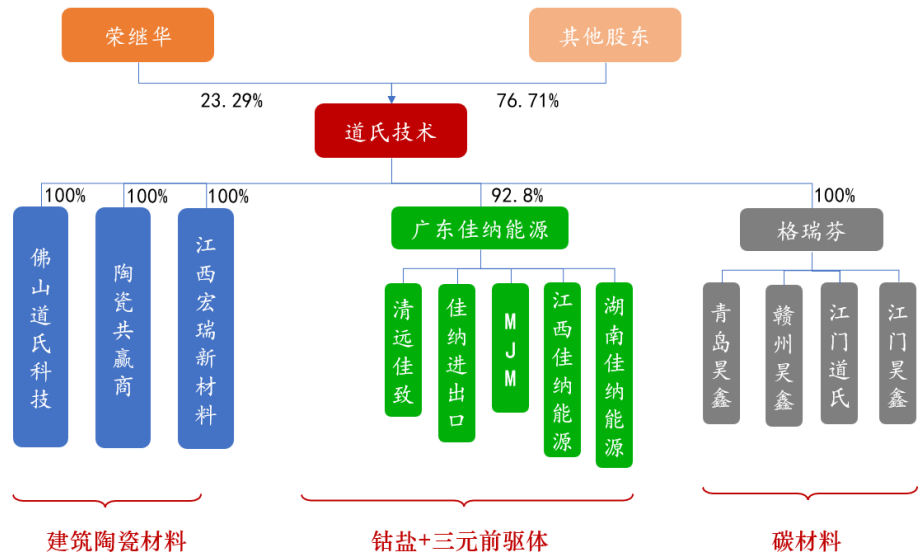 荣继华
其他股东
23.29%
76.71%
道氏技术
100%
100%
100%
92.8%
100%
佛山道氏科技
陶瓷共赢商
江西宏瑞新材料
广东佳纳能源
格瑞芬
清远佳致
佳纳进出口
MJM
江西佳纳能源
湖南佳纳能源
青岛昊鑫
赣州昊鑫
江门道氏
江门昊鑫
建筑陶瓷材料
钴盐+三元前驱体
碳材料